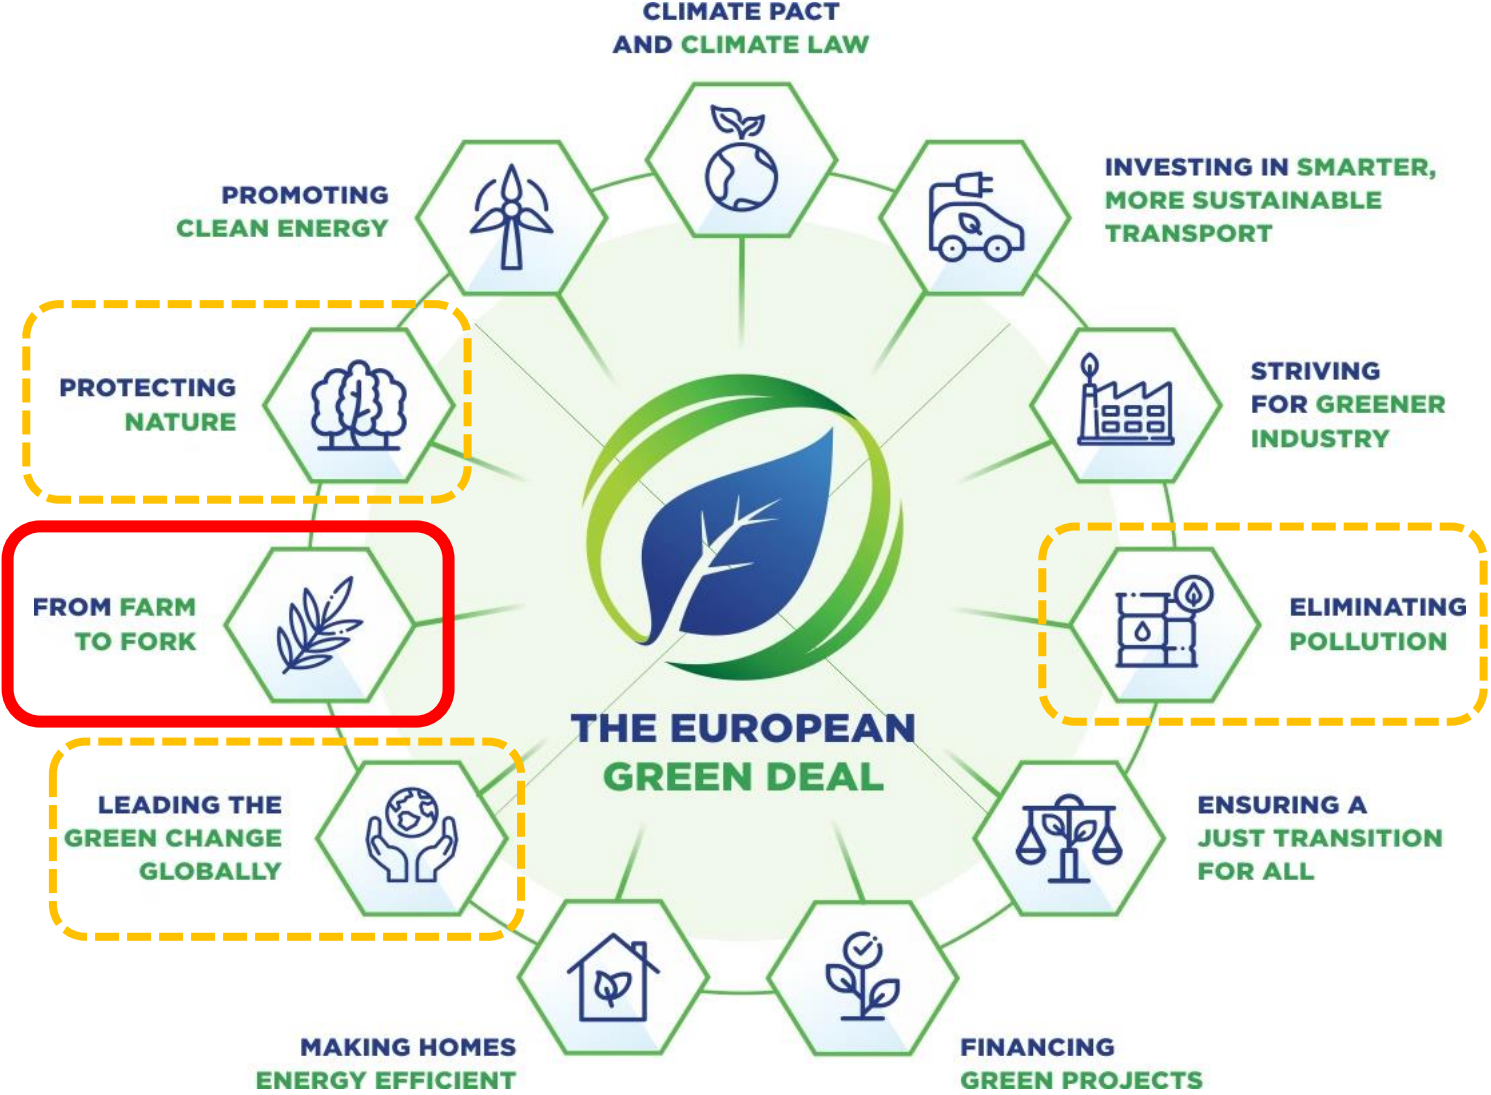 CLIMATE PACT
AND CLIMATE LAW
INVESTING IN SMARTER,
MORE SUSTAINABLE
TRANSPORT
PROMOTING
CLEAN ENERGY
STRIVING
FOR GREENER
INDUSTRY
PROTECTING
NATURE
FROM FARM
TO FORK
ELIMINATING
POLLUTION
THE EUROPEAN
GREEN DEAL
LEADING THE
GREEN CHANGE
GLOBALLY
ENSURING A
JUST TRANSITION
FOR ALL
MAKING HOMES
ENERGY EFFICIENT
FINANCING
GREEN PROJECTS